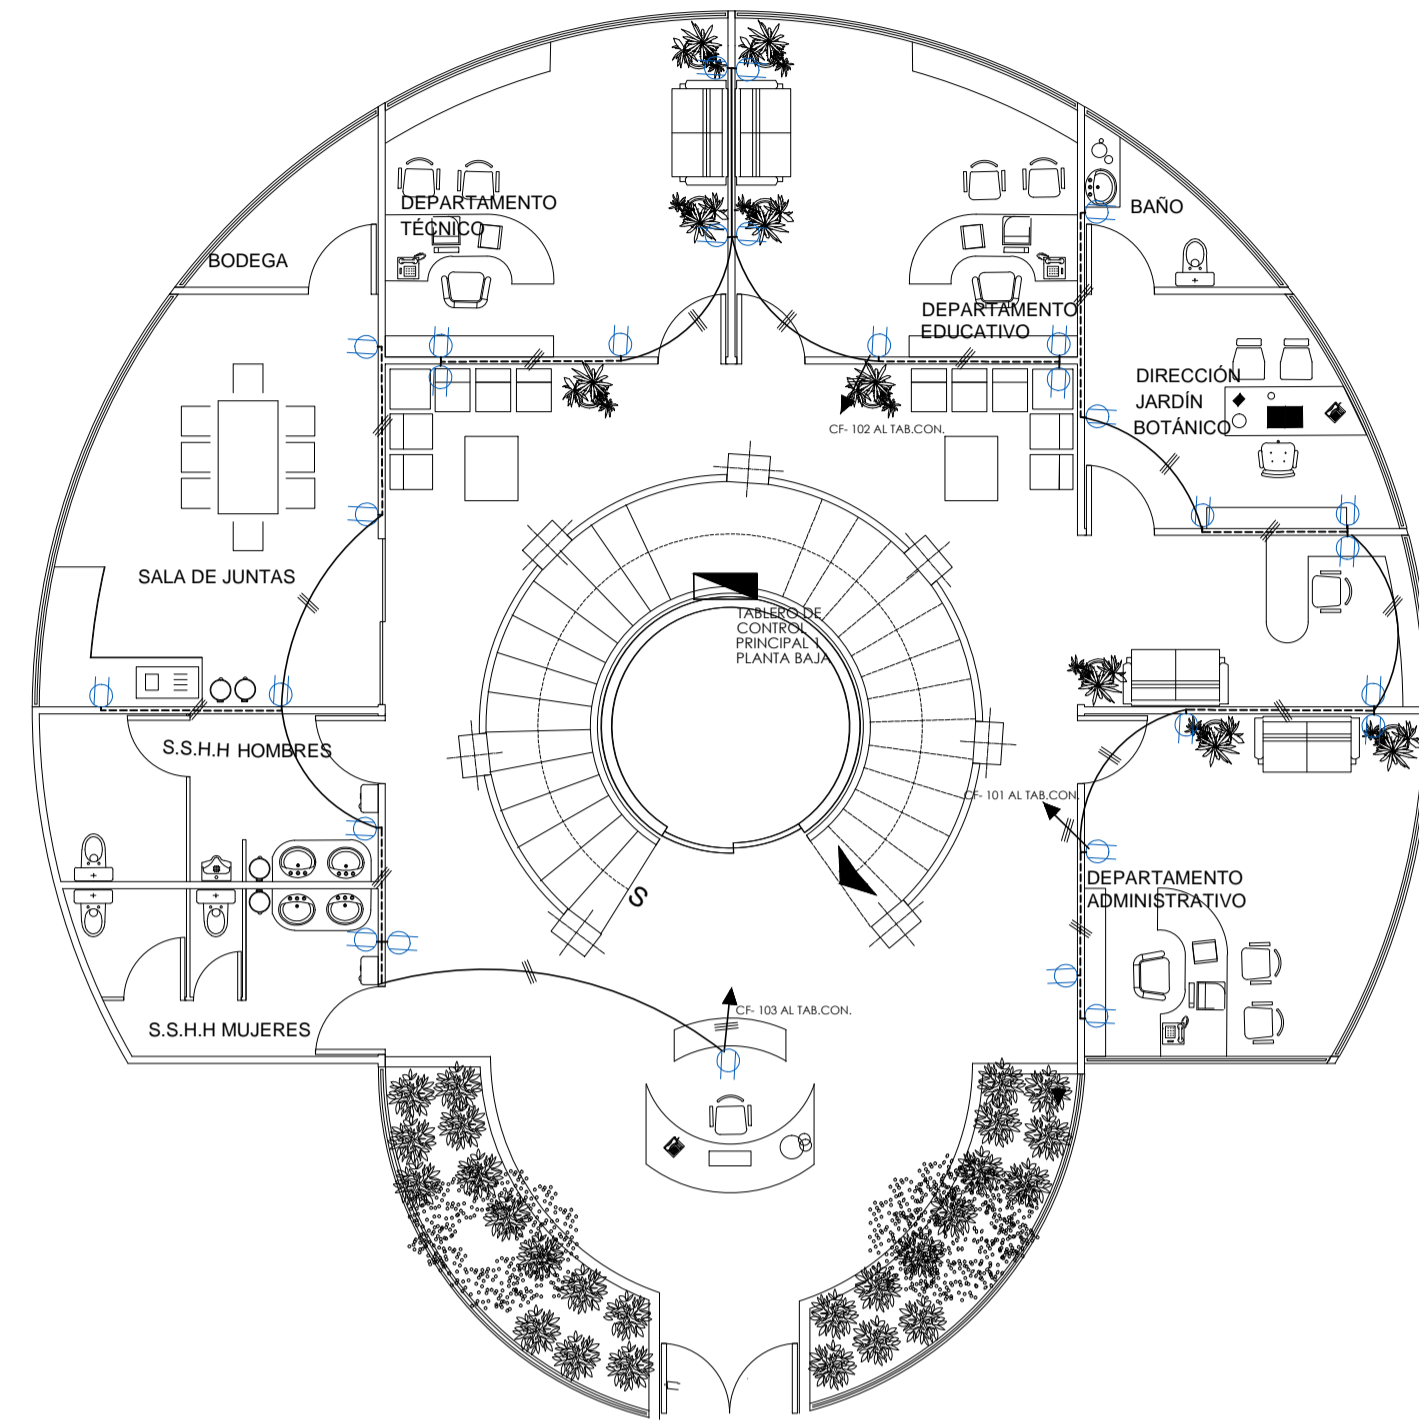 DEPARTAMENTO
TÉCNICO
BODEGA
BAÑO
DEPARTAMENTO
EDUCATIVO
DIRECCIÓN
JARDÍN
BOTÁNICO
CF- 102 AL TAB.CON.
SALA DE JUNTAS
TABLERO DE
CONTROL
PRINCIPAL 1
PLANTA BAJA
S.S.H.H HOMBRES
CF- 101 AL TAB.CON.
DEPARTAMENTO
ADMINISTRATIVO
S
CF- 103 AL TAB.CON.
S.S.H.H MUJERES